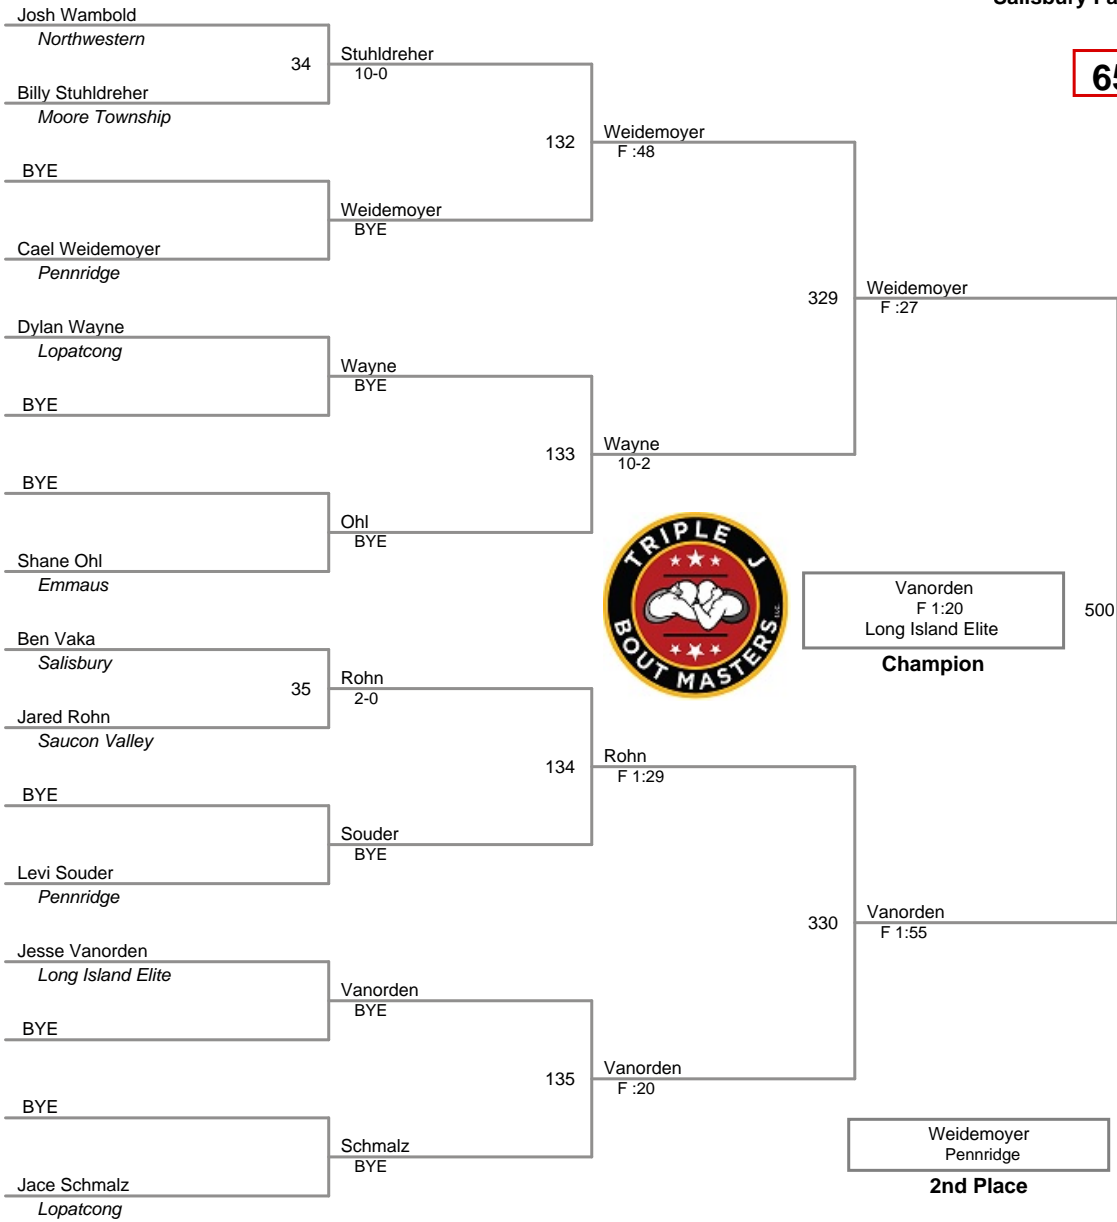 Salisbury Fa
65
Josh Wambold
Northwestern
34
Stuhldreher
10-0
Billy Stuhldreher
Moore Township
132
Weidemoyer
F :48
BYE
Weidemoyer
BYE
Cael Weidemoyer
Pennridge
329
Weidemoyer
F :27
Dylan Wayne
Lopatcong
Wayne
BYE
BYE
133
Wayne
10-2
BYE
Ohl
BYE
Shane Ohl
Emmaus
TRIPLE J
BOUT MASTERS
Vanorden
F 1:20
Long Island Elite
Champion
500
Ben Vaka
Salisbury
35
Rohn
2-0
Jared Rohn
Saucon Valley
134
Rohn
F 1:29
BYE
Souder
BYE
Levi Souder
Pennridge
330
Vanorden
F 1:55
Jesse Vanorden
Long Island Elite
Vanorden
BYE
BYE
135
Vanorden
F :20
BYE
Schmalz
BYE
Jace Schmalz
Lopatcong
Weidemoyer
Pennridge
2nd Place